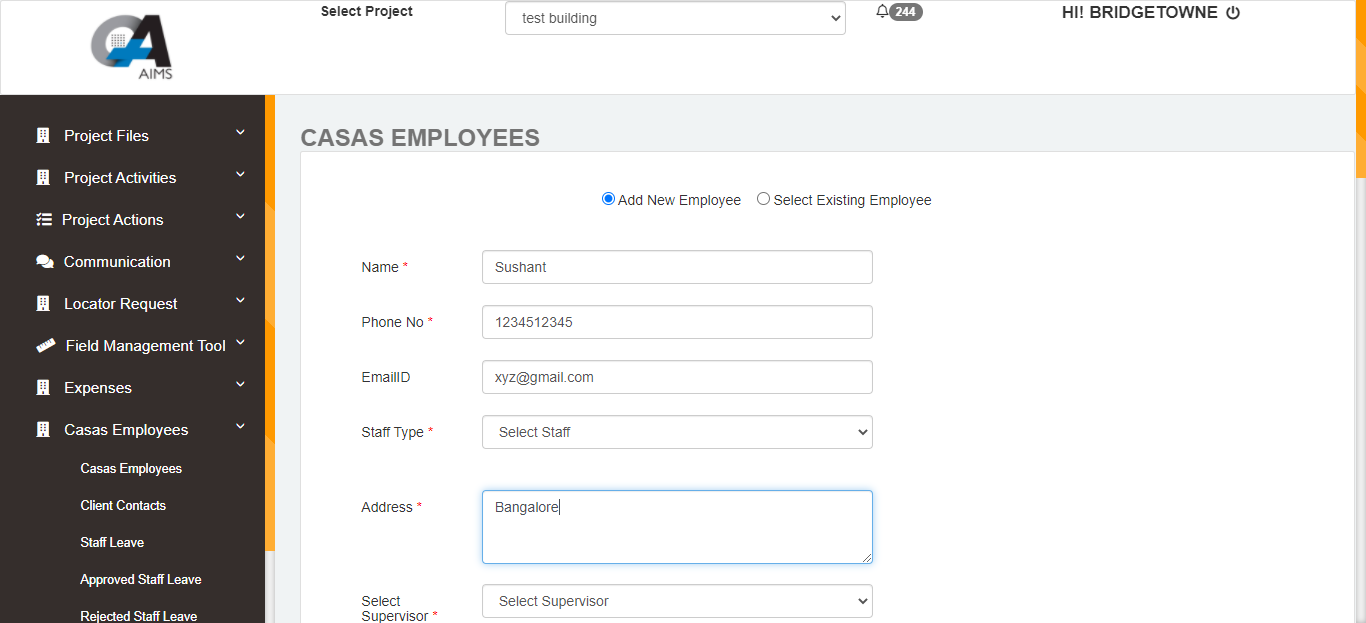 Select Project
test building
244
HI! BRIDGETOWNE
CA
AIMS
Project Files
Project Activities
Project Actions
Communication
Locator Request
Field Management Tool
Expenses
Casas Employees
Casas Employees
Client Contacts
Staff Leave
Approved Staff Leave
Rejected Staff Leave
CASAS EMPLOYEES
Add New Employee
Select Existing Employee
Name *
Sushant
Phone No *
1234512345
EmailID
xyz@gmail.com
Staff Type *
Select Staff
Address *
Bangalore
Select
Supervisor *
Select Supervisor